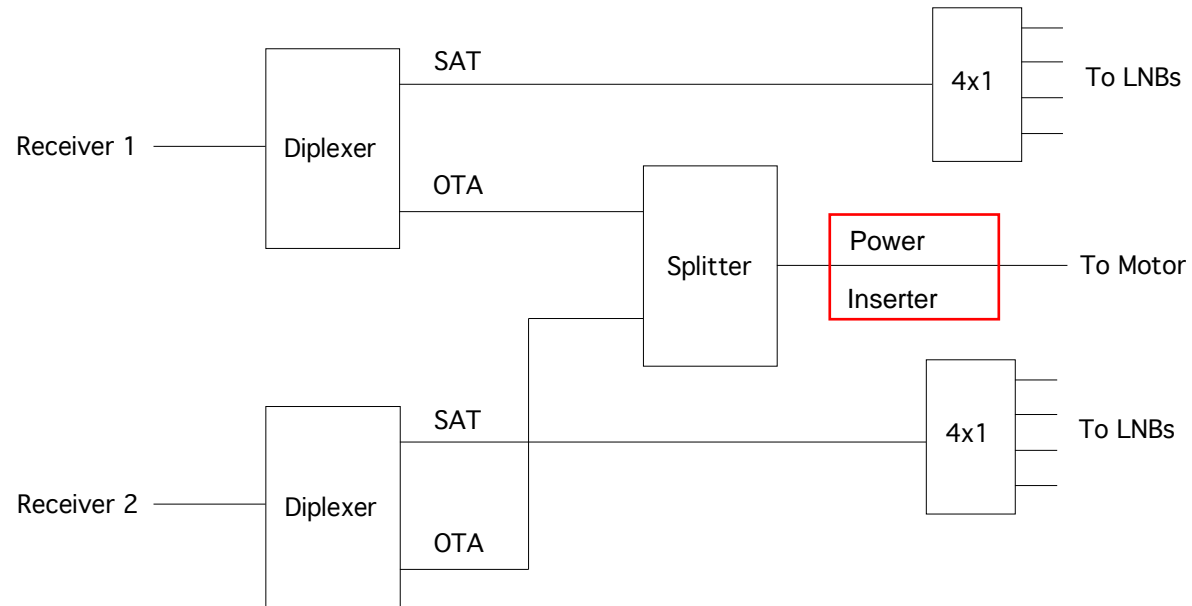 SAT
4x1
To LNBs
Receiver 1
Diplexer
OTA
Splitter
Power
Inserter
To Motor
SAT
4x1
To LNBs
Receiver 2
Diplexer
OTA